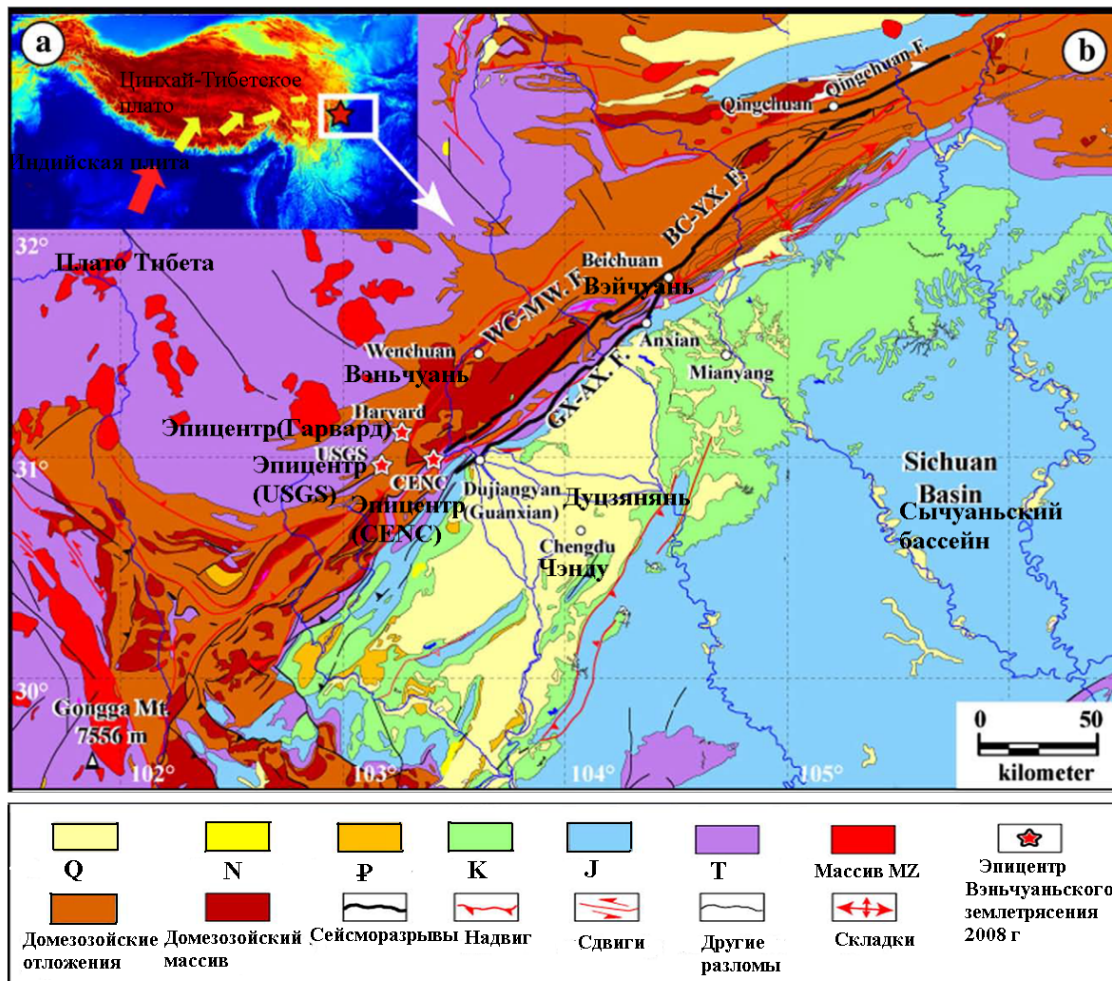 a
b
Цинхай-Тибетское
плато
Индийская плита
Qingchuan F.
Qingchuan
BC-YX. F.
32°
Плато Тибета
Beichuan
Вэйчуань
WC-MW. F.
Wenchuan
Вэньчуань
Anxian
Mianyang
GX-AX. F.
Harvard
Эпицентр(Гарвард)
31°
USGS
Эпицентр
(USGS)
CENC
Эпицентр
(CENC)
Dujiangyan
(Guanxian)
Дуцзянянь
Chengdu
Чэнду
Sichuan
Basin
Сычуаньский
бассейн
30°
Gongga Mt.
7556 m
102°
103°
104°
105°
0 50
kilometer
Q N P K J T Массив MZ
Эпицентр
Вэньчуаньского
землетрясения
2008 г
Домезозойские
отложения
Домезозойский
массив
Сейсморазрывы
Надвиг
Сдвиги
Другие
разломы
Складки